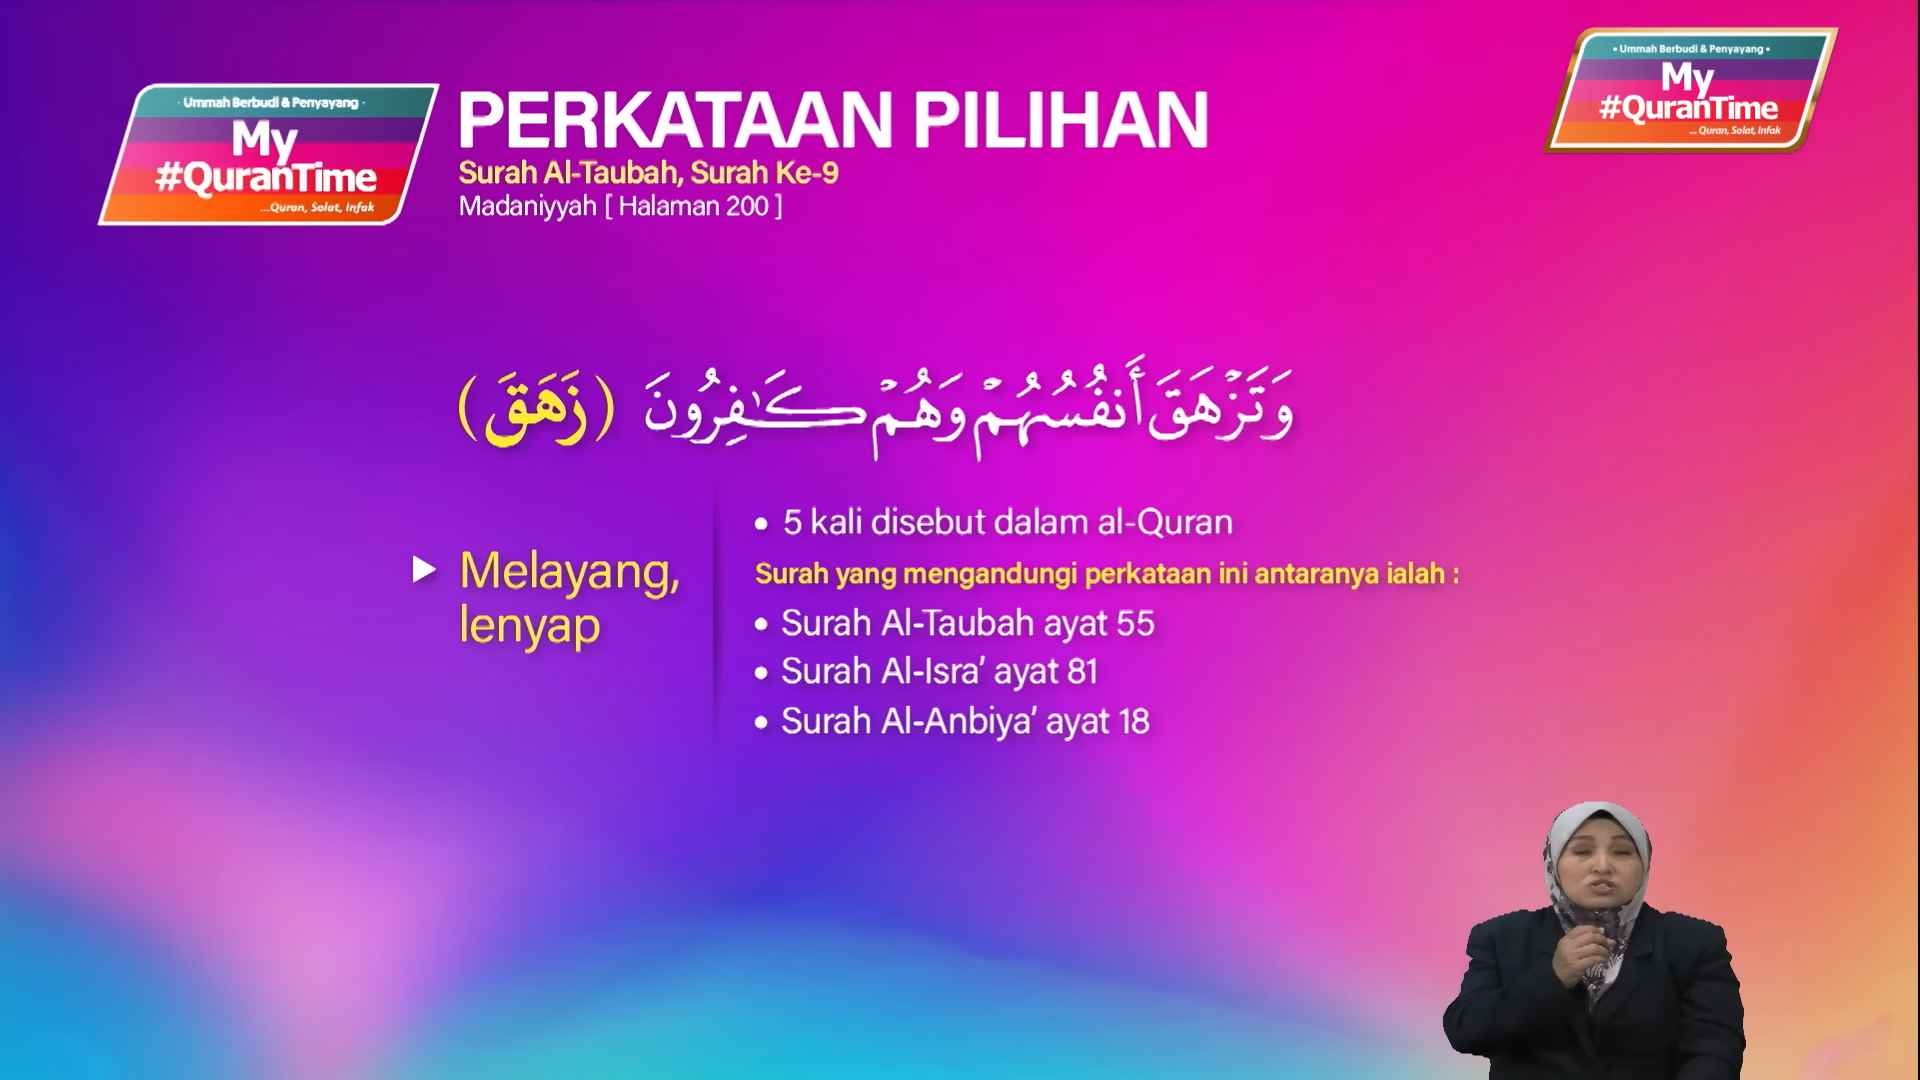 · Ummah Berbudi & Penyayang ·
My
#QuranTime
...Quran, Solat, Infak
PERKATAAN PILIHAN
Surah Al-Taubah, Surah Ke-9
Madaniyyah [ Halaman 200 ]
• Ummah Berbudi & Penyayang •
My
#QuranTime
... Quran, Solat, Infak
وَتَزۡهَقَ أَنفُسُهُمۡ وَهُمۡ كَٰفِرُونَ (زَهَقَ)
Melayang,
lenyap
• 5 kali disebut dalam al-Quran
Surah yang mengandungi perkataan ini antaranya ialah :
• Surah Al-Taubah ayat 55
• Surah Al-Isra’ ayat 81
• Surah Al-Anbiya’ ayat 18